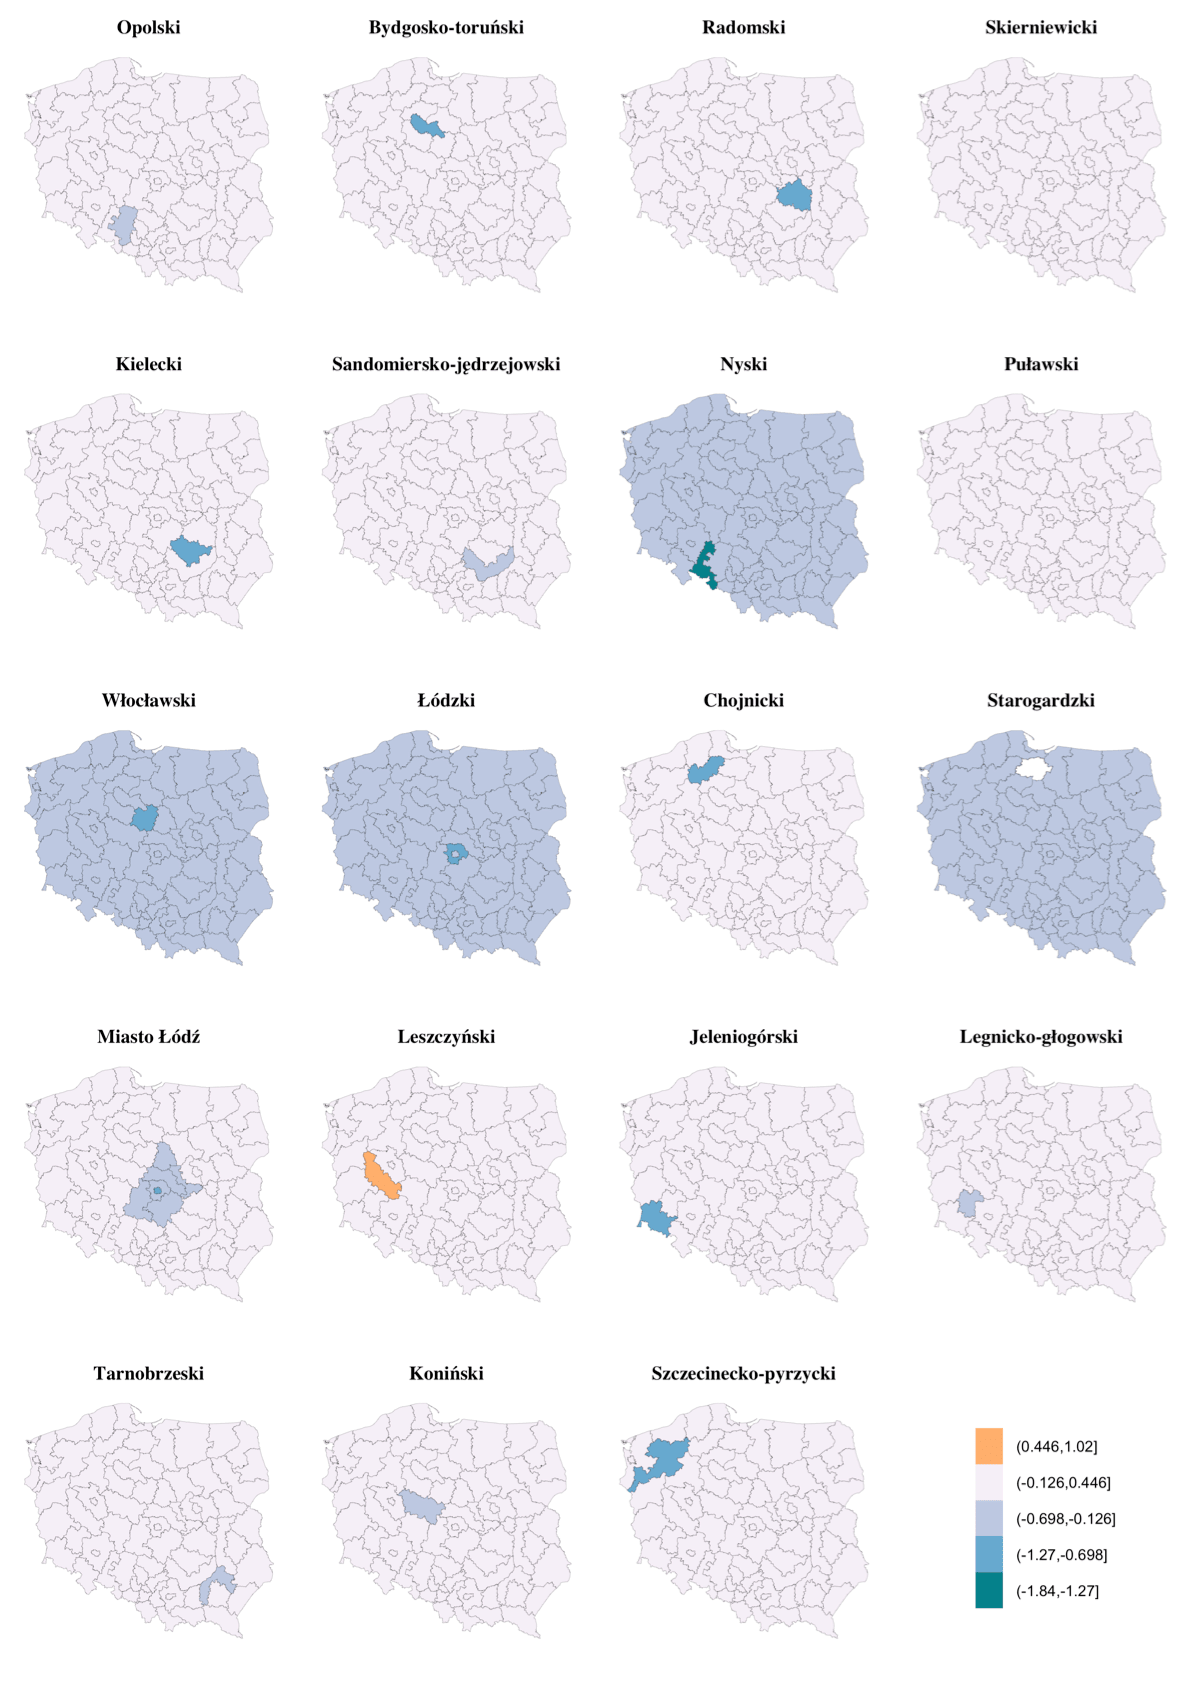 Opolski
Bydgosko-toruński
Radomski
Skierniewicki
Kielecki
Sandomiersko-jędrzejowski
Nyski
Puławski
Włocławski
Łódzki
Chojnicki
Starogardzki
Miasto Łódź
Leszczyński
Jeleniogórski
Legnicko-głogowski
Tarnobrzeski
Koniński
Szczecinecko-pyrzycki
(0.446,1.02]
(-0.126,0.446]
(-0.698,-0.126]
(-1.27,-0.698]
(-1.84,-1.27]